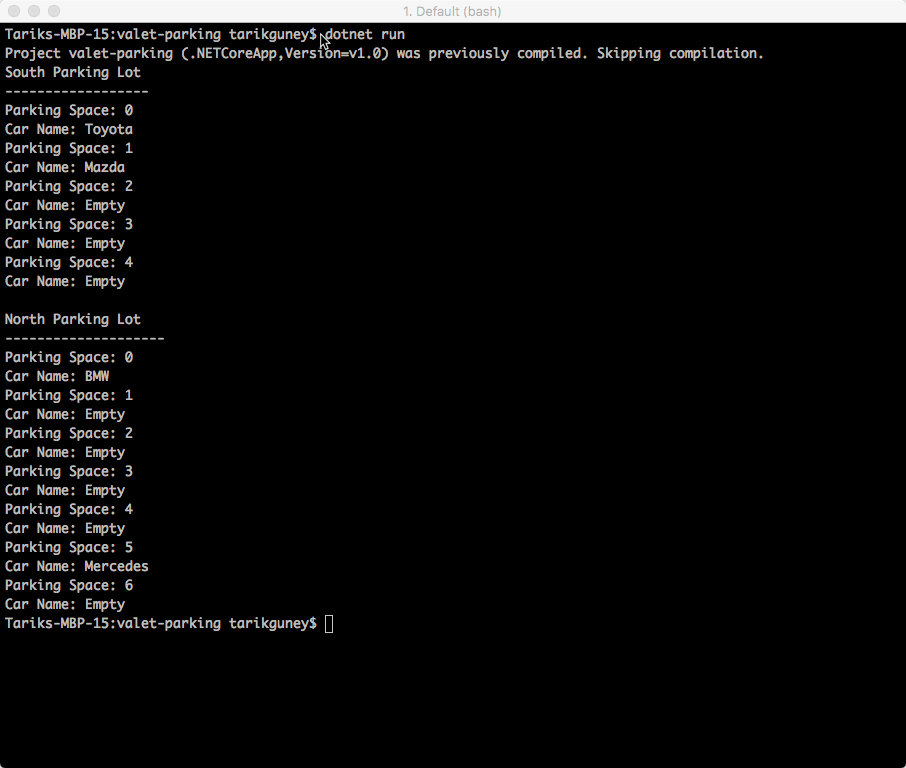 1. Default (bash)
Tariks-MBP-15:valet-parking tarikguney$ dotnet run
Project valet-parking (.NETCoreApp,Version=v1.0) was previously compiled. Skipping compilation.
South Parking Lot
------------------
Parking Space: 0
Car Name: Toyota
Parking Space: 1
Car Name: Mazda
Parking Space: 2
Car Name: Empty
Parking Space: 3
Car Name: Empty
Parking Space: 4
Car Name: Empty

North Parking Lot
--------------------
Parking Space: 0
Car Name: BMW
Parking Space: 1
Car Name: Empty
Parking Space: 2
Car Name: Empty
Parking Space: 3
Car Name: Empty
Parking Space: 4
Car Name: Empty
Parking Space: 5
Car Name: Mercedes
Parking Space: 6
Car Name: Empty
Tariks-MBP-15:valet-parking tarikguney$